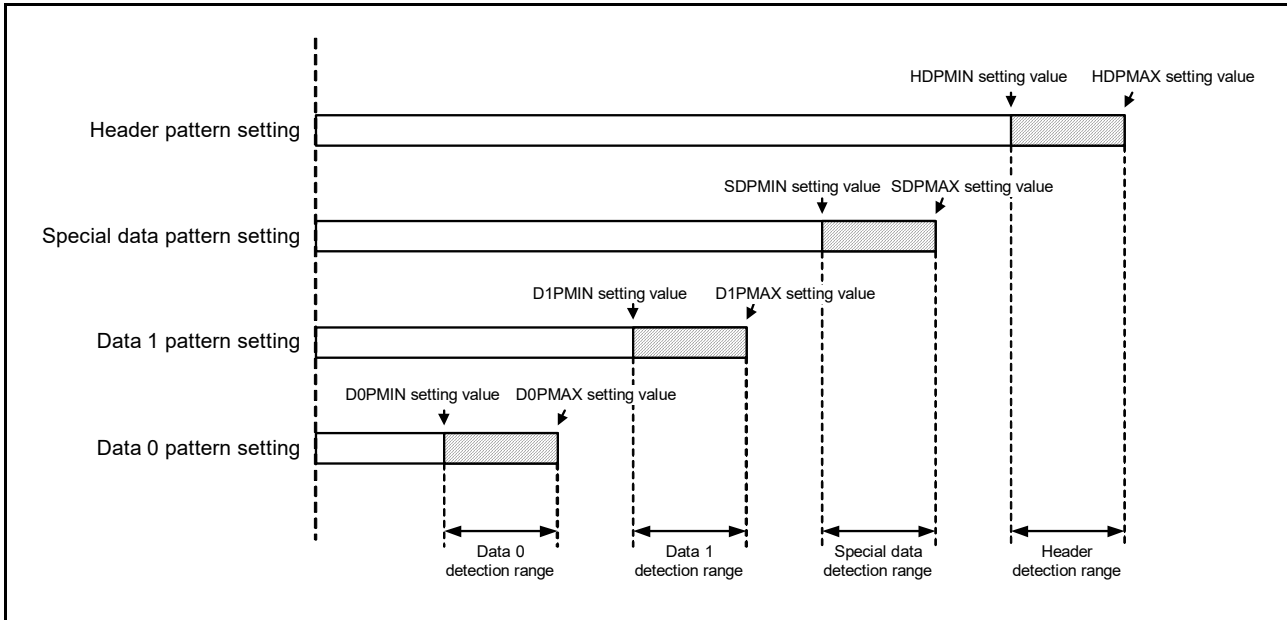 HDPMIN setting value
HDPMAX setting value
Header pattern setting
SDPMIN setting value
SDPMAX setting value
Special data pattern setting
D1PMIN setting value
D1PMAX setting value
Data 1 pattern setting
D0PMIN setting value
D0PMAX setting value
Data 0 pattern setting
Data 0
detection range
Data 1
detection range
Special data
detection range
Header
detection range